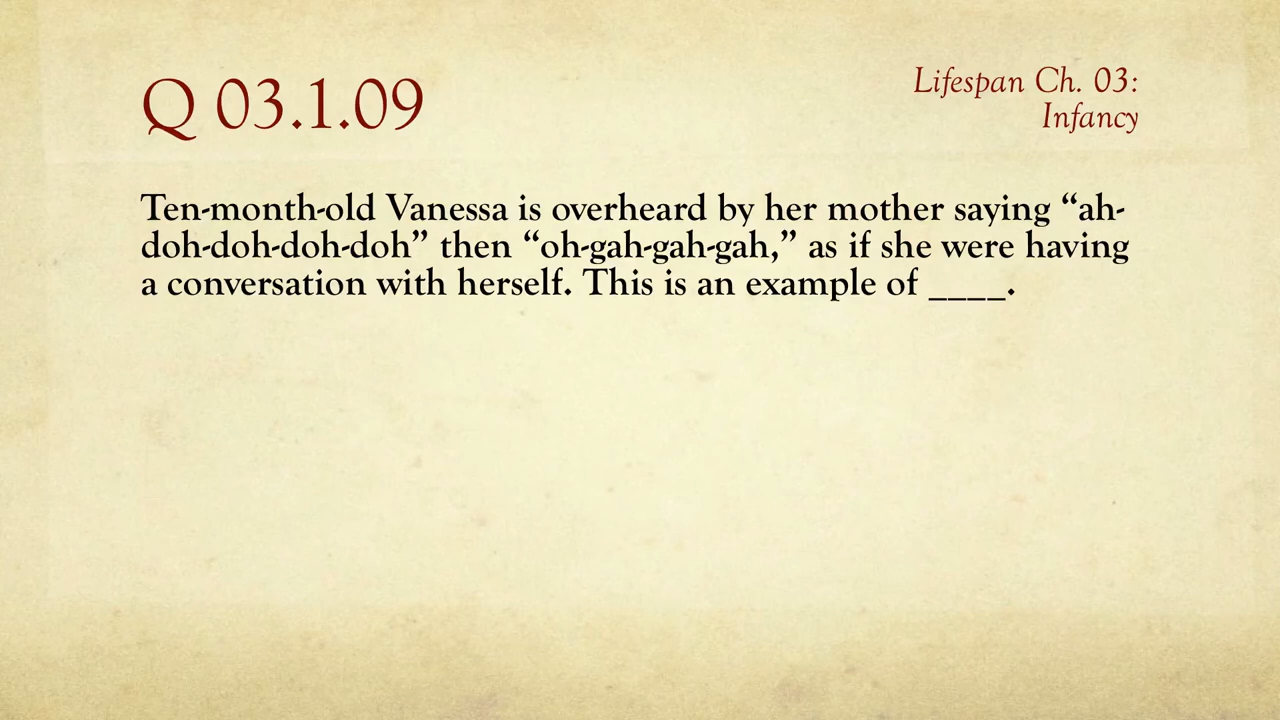 Q 03.1.09
Lifespan Ch. 03:
Infancy
Ten-month-old Vanessa is overheard by her mother saying “ah-
doh-doh-doh-doh” then “oh-gah-gah-gah,” as if she were having
a conversation with herself. This is an example of ____.